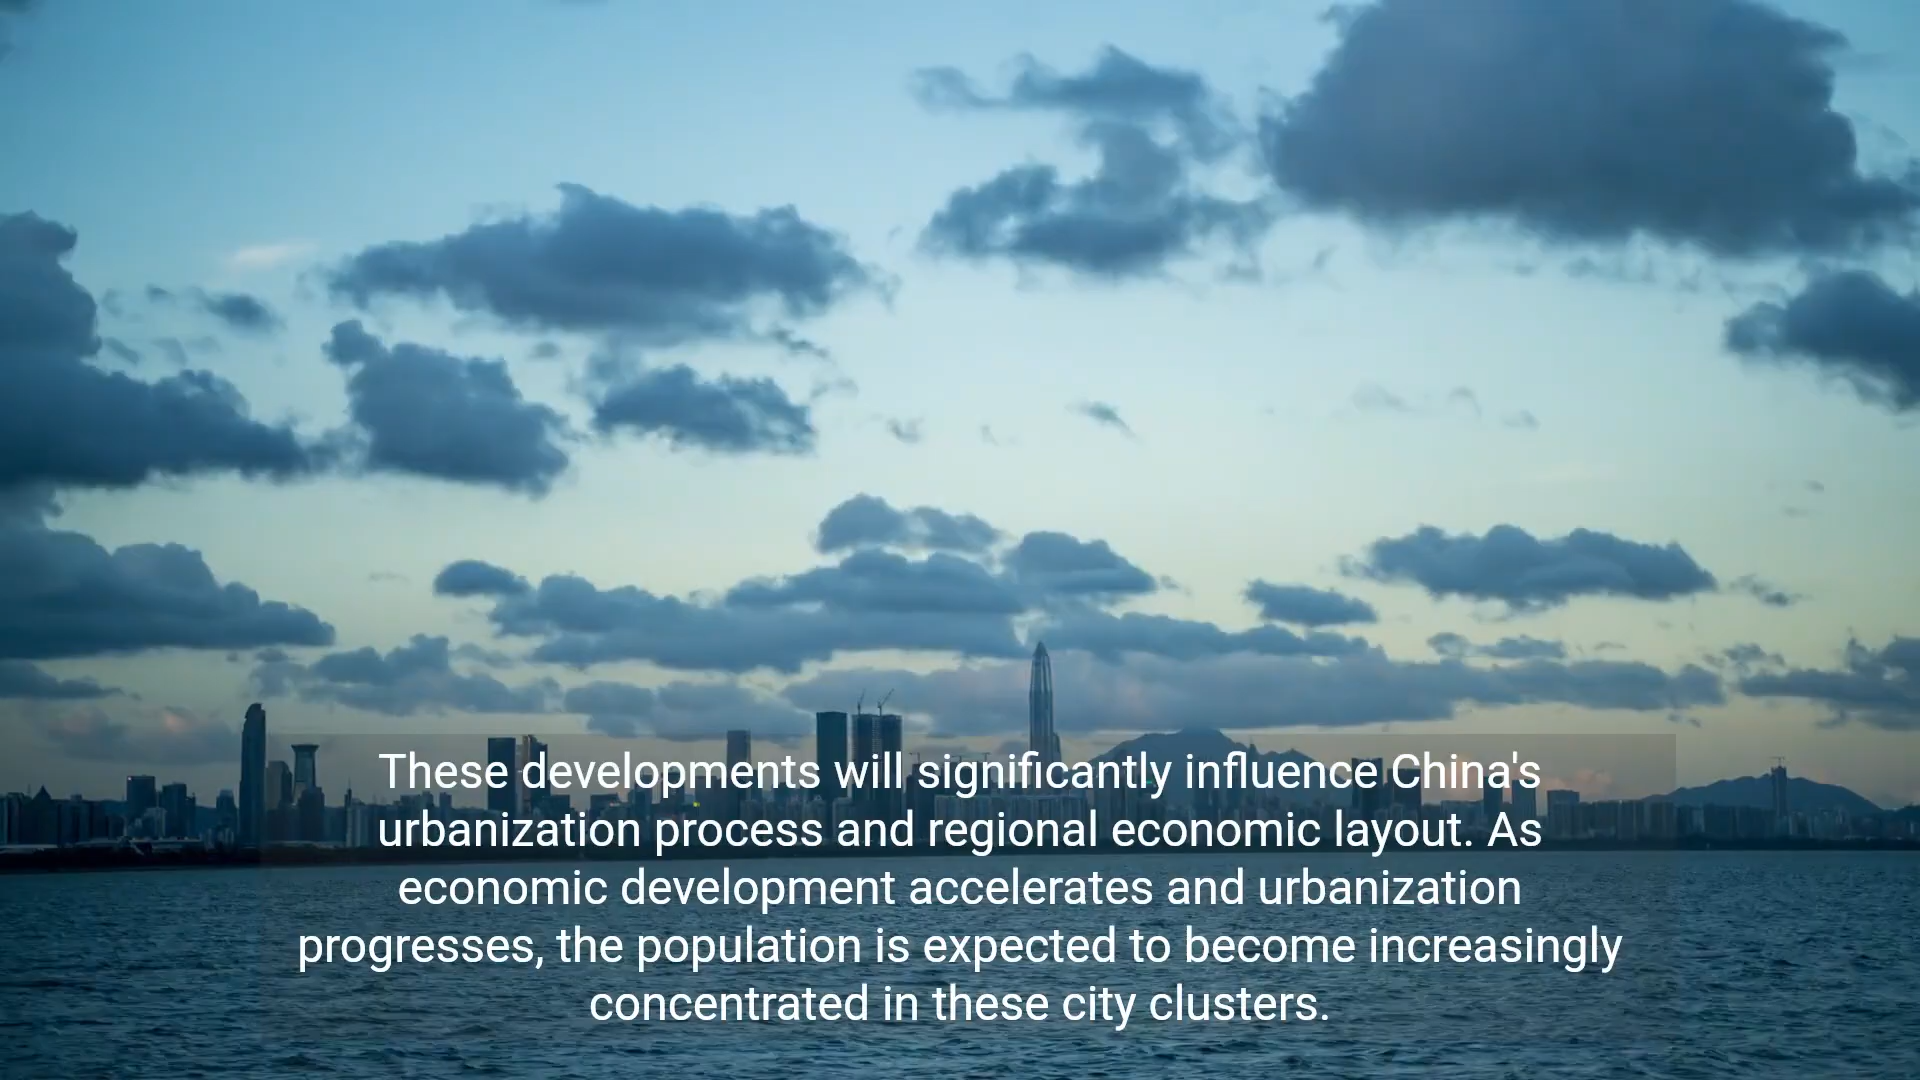 These developments will significantly influence China's
urbanization process and regional economic layout. As
economic development accelerates and urbanization
progresses, the population is expected to become increasingly
concentrated in these city clusters.